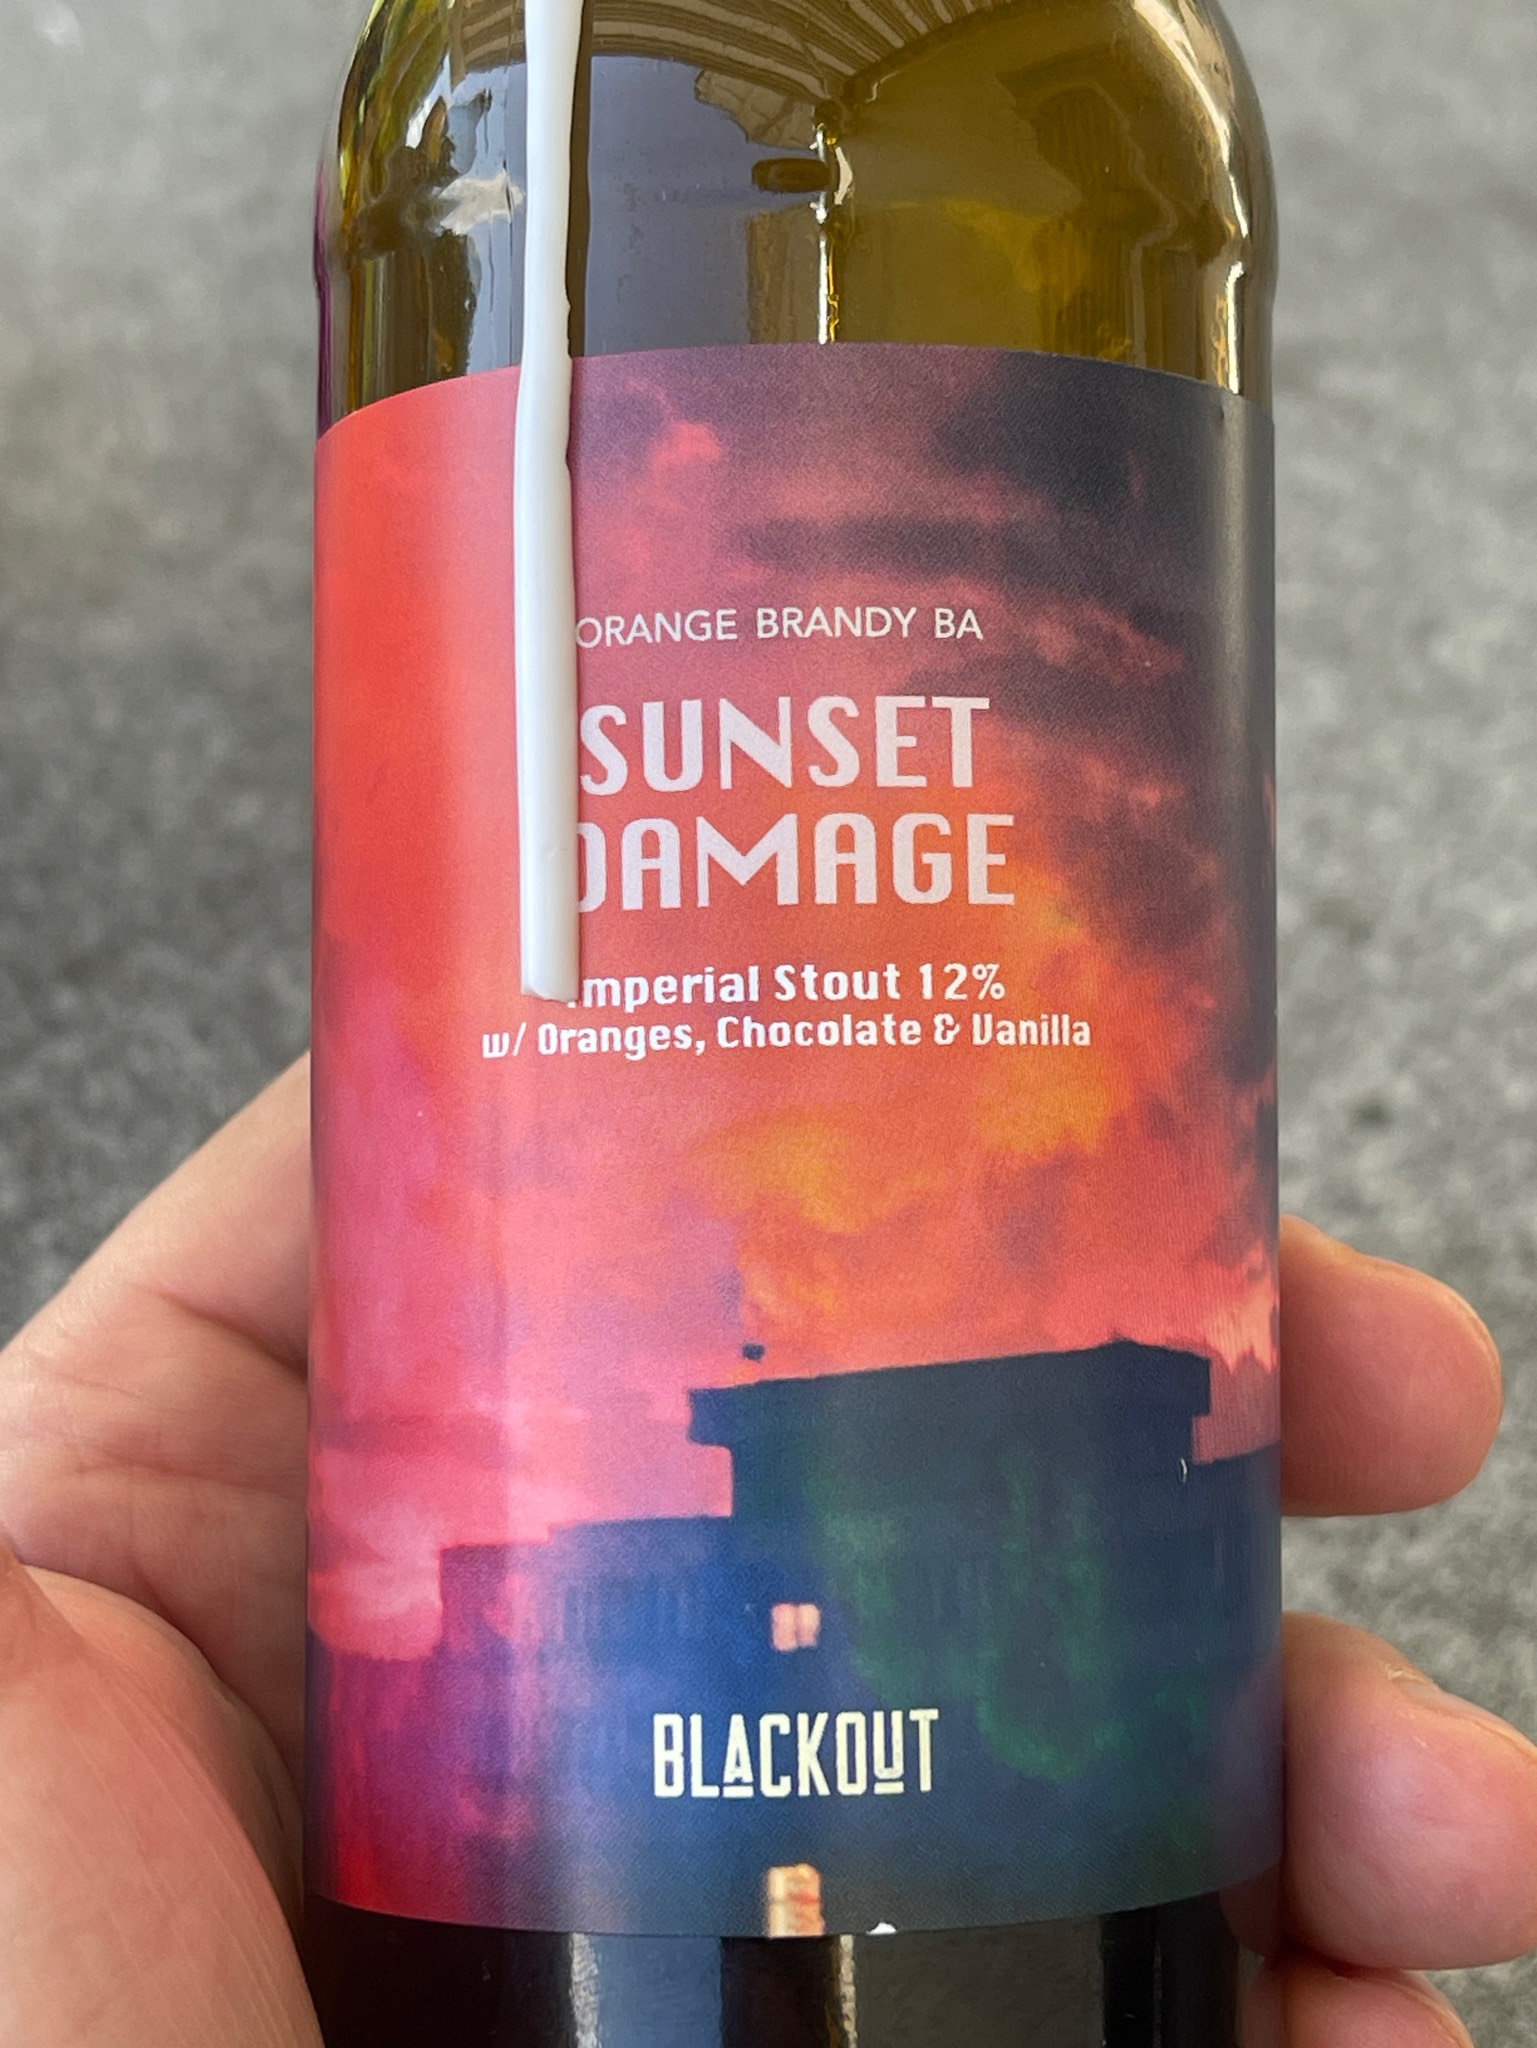 ORANGE BRANDY BA
SUNSET
DAMAGE
Imperial Stout 12%
w/ Oranges, Chocolate & Vanilla
BLACKOUT